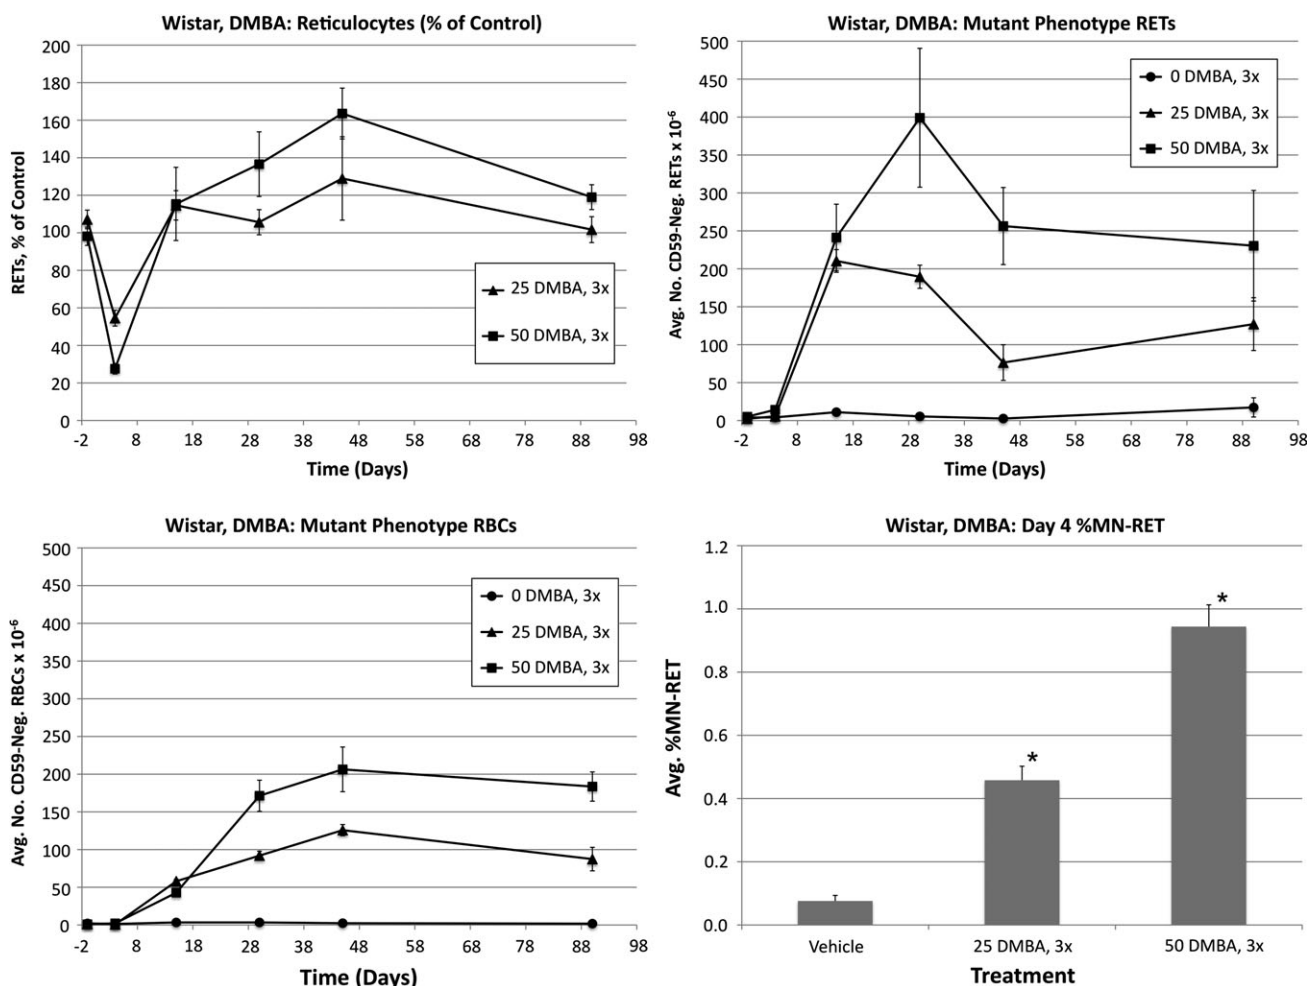 Wistar, DMBA: Reticulocytes (% of Control)
200
180
160
140
120
100
80
60
40
20
0
RETs, % of Control
25 DMBA, 3x
50 DMBA, 3x
-2 8 18 28 38 48 58 68 78 88 98
Time (Days)
Wistar, DMBA: Mutant Phenotype RETs
500
450
400
350
300
250
200
150
100
50
0
Avg. No. CD59-Neg. RETs x 10⁻⁶
0 DMBA, 3x
25 DMBA, 3x
50 DMBA, 3x
-2 8 18 28 38 48 58 68 78 88 98
Time (Days)
Wistar, DMBA: Mutant Phenotype RBCs
500
450
400
350
300
250
200
150
100
50
0
Avg. No. CD59-Neg. RBCs x 10⁻⁶
0 DMBA, 3x
25 DMBA, 3x
50 DMBA, 3x
-2 8 18 28 38 48 58 68 78 88 98
Time (Days)
Wistar, DMBA: Day 4 %MN-RET
1.2
1.0
0.8
0.6
0.4
0.2
0.0
Avg. %MN-RET
*
*
Vehicle 25 DMBA, 3x 50 DMBA, 3x
Treatment